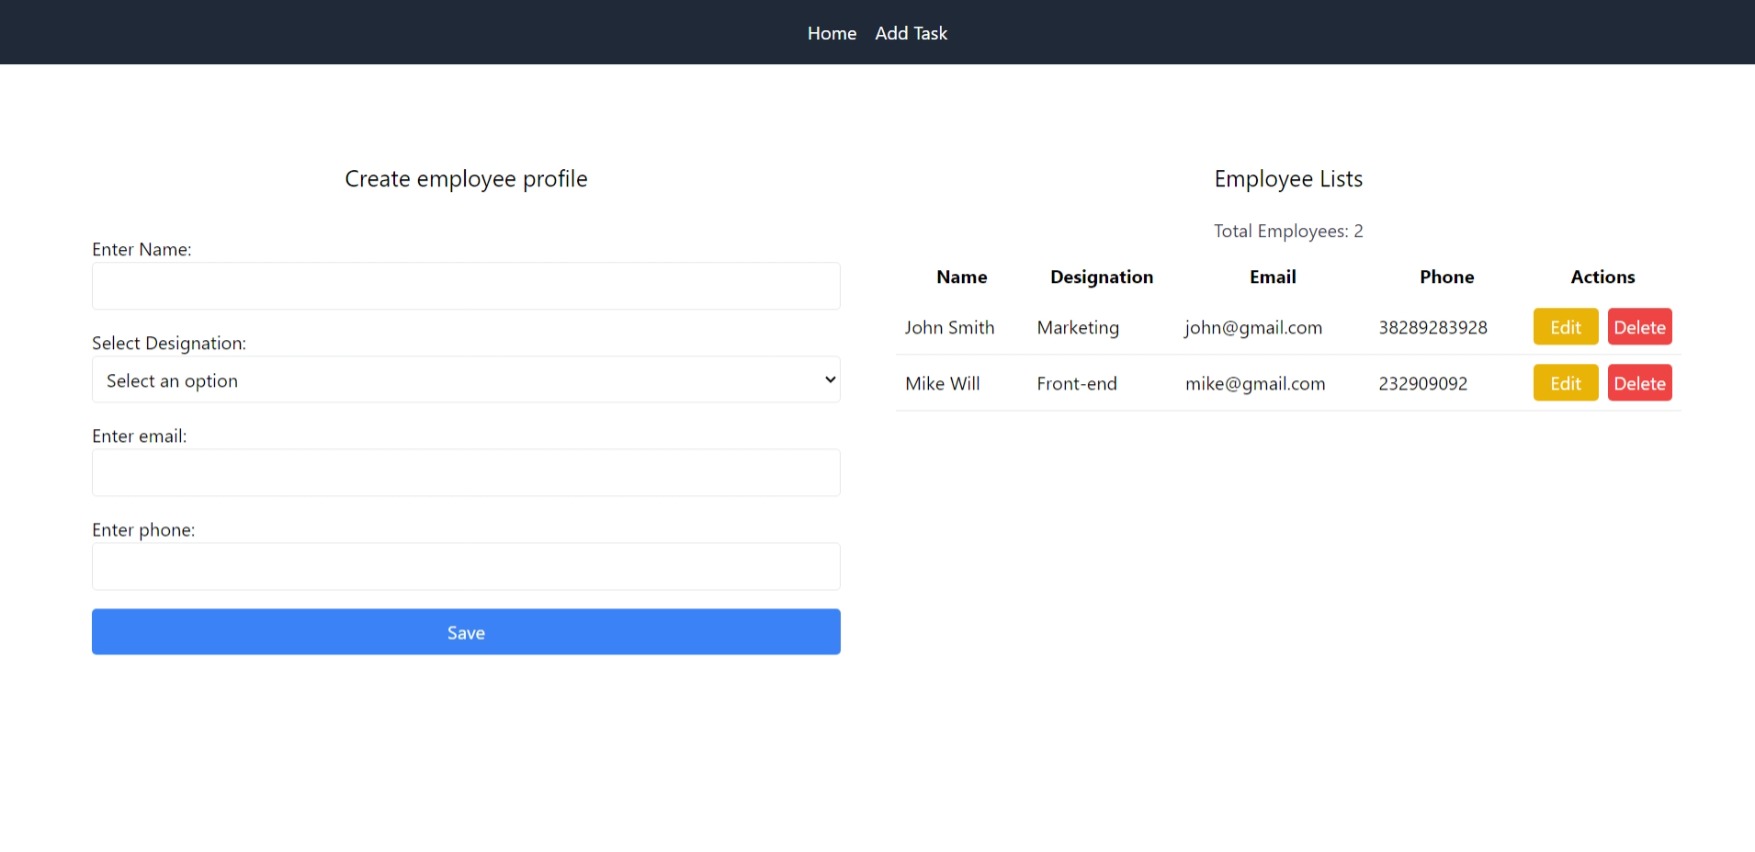 Home Add Task
Create employee profile
Enter Name:
Select Designation:
Select an option
Enter email:
Enter phone:
Save
Employee Lists
Total Employees: 2
Name Designation Email Phone Actions
John Smith Marketing john@gmail.com 38289283928 Edit Delete
Mike Will Front-end mike@gmail.com 232909092 Edit Delete